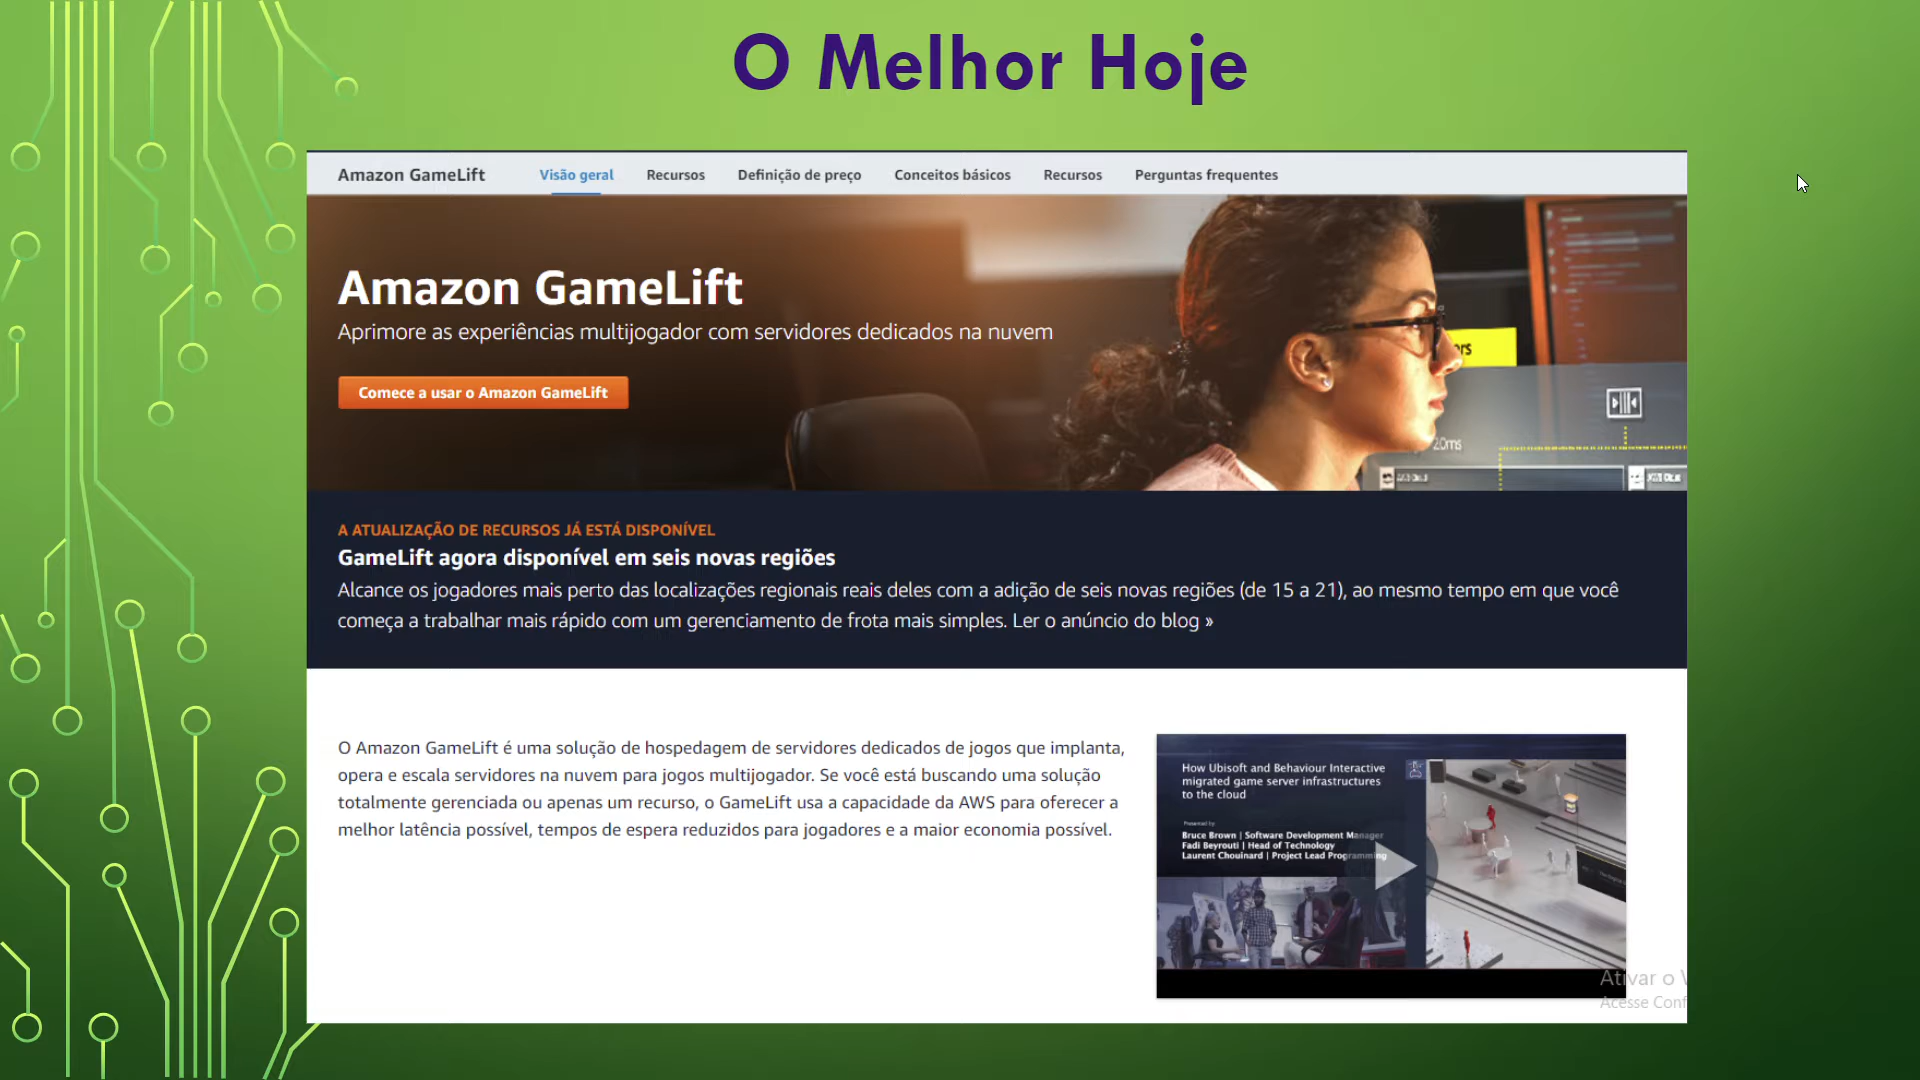 O Melhor Hoje
Amazon GameLift
Visão geral
Recursos
Definição de preço
Conceitos básicos
Recursos
Perguntas frequentes
Amazon GameLift
Aprimore as experiências multijogador com servidores dedicados na nuvem
Comece a usar o Amazon GameLift
20ms
A ATUALIZAÇÃO DE RECURSOS JÁ ESTÁ DISPONÍVEL
GameLift agora disponível em seis novas regiões
Alcance os jogadores mais perto das localizações regionais reais deles com a adição de seis novas regiões (de 15 a 21), ao mesmo tempo em que você
começa a trabalhar mais rápido com um gerenciamento de frota mais simples. Ler o anúncio do blog »
O Amazon GameLift é uma solução de hospedagem de servidores dedicados de jogos que implanta,
opera e escala servidores na nuvem para jogos multijogador. Se você está buscando uma solução
totalmente gerenciada ou apenas um recurso, o GameLift usa a capacidade da AWS para oferecer a
melhor latência possível, tempos de espera reduzidos para jogadores e a maior economia possível.
How Ubisoft and Behaviour Interactive
migrated game server infrastructures
to the cloud
Presented by
Bruce Brown | Software Development Manager
Fadi Beyrouti | Head of Technology
Laurent Chouinard | Project Lead Programming
Ativar o
Acesse Conf